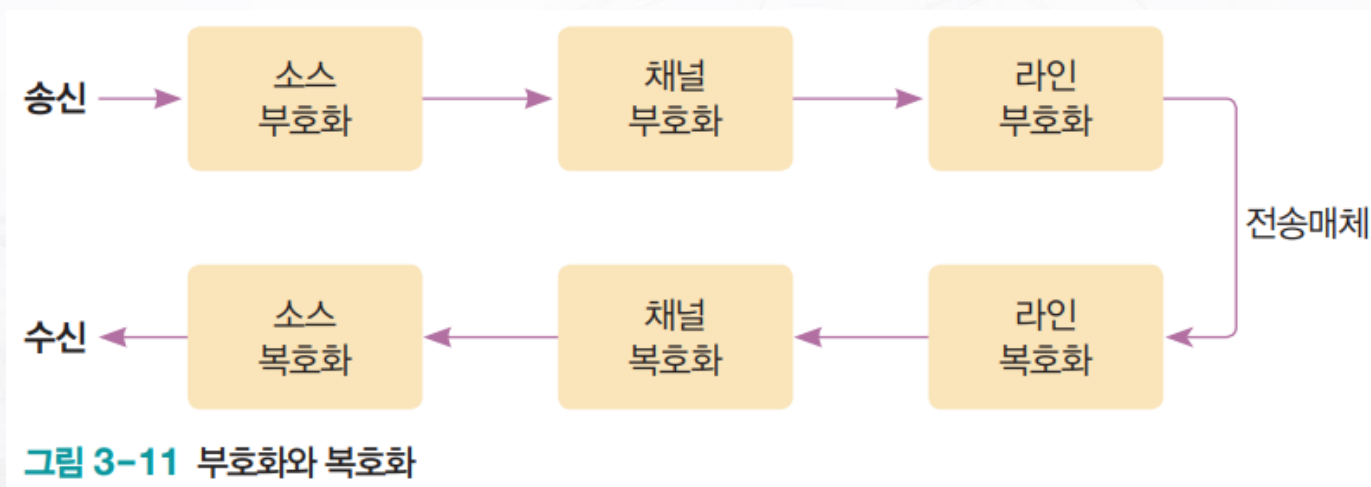 송신
소스
부호화
채널
부호화
라인
부호화
전송매체
수신
소스
복호화
채널
복호화
라인
복호화
그림 3-11 부호화와 복호화